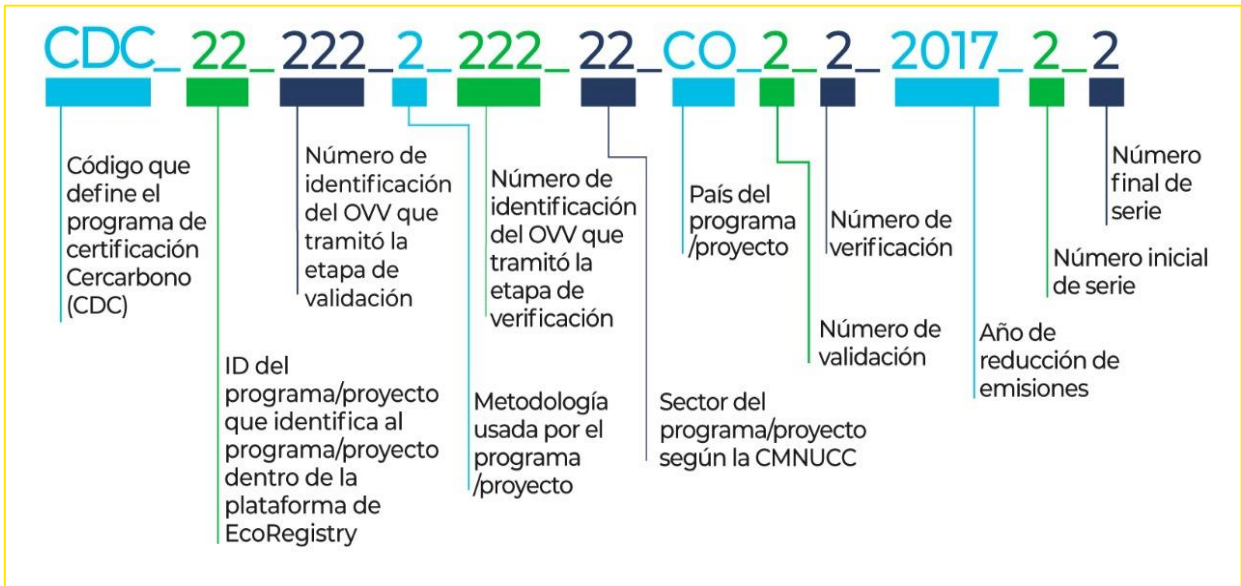 CDC_22_222_2_222_22_CO_2_2_2017_2_2
Código que
define el
programa de
certificación
Cercarbono
(CDC)
ID del
programa/proyecto
que identifica al
programa/proyecto
dentro de la
plataforma de
EcoRegistry
Número de
identificación
del OVV que
tramitó la
etapa de
validación
Metodología
usada por el
programa
/proyecto
Número de
identificación
del OVV que
tramitó la
etapa de
verificación
Sector del
programa/proyecto
según la CMNUCC
País del
programa
/proyecto
Número de
validación
Número de
verificación
Año de
reducción de
emisiones
Número inicial
de serie
Número
final de
serie